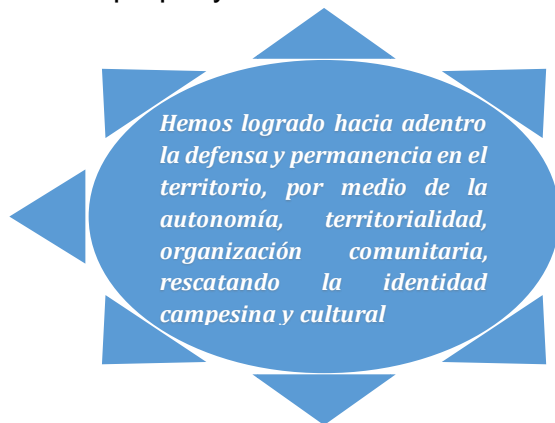 Hemos logrado hacia adentro
la defensa y permanencia en el
territorio, por medio de la
autonomía, territorialidad,
organización comunitaria,
rescatando la identidad
campesina y cultural